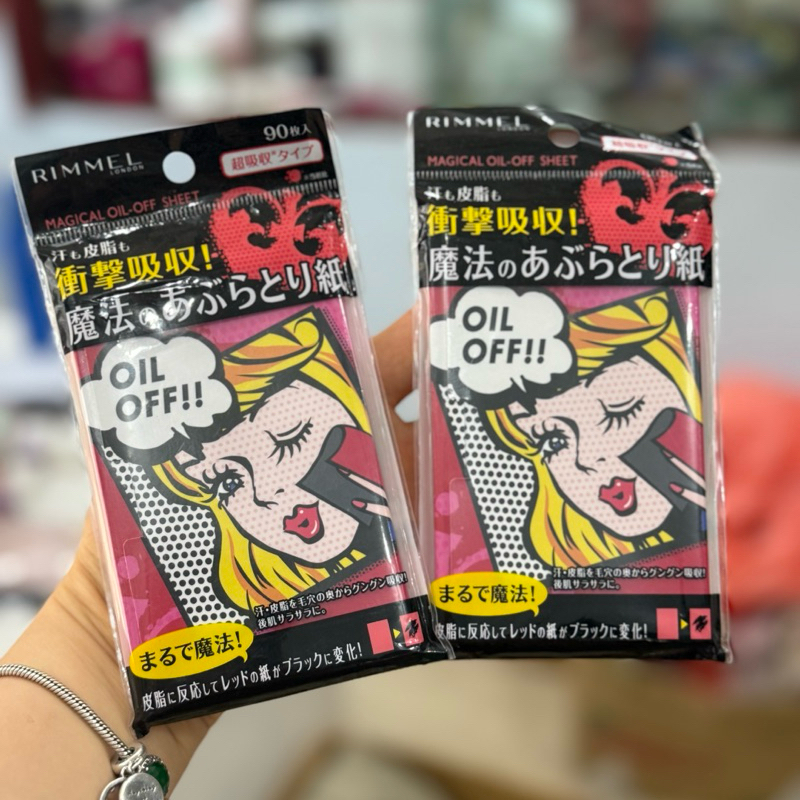 RIMMEL
LONDON
90枚入
超吸収*タイプ
MAGICAL OIL-OFF SHEET
汗も皮脂も
衝撃吸収!
魔法のあぶらとり紙
OIL
OFF!!
汗・皮脂を毛穴の奥からグングン吸収!
後肌サラサラに。
まるで魔法!
皮脂に反応してレッドの紙がブラックに変化!
RIMMEL
LONDON
MAGICAL OIL-OFF SHEET
汗も皮脂も
衝撃吸収!
魔法のあぶらとり紙
OIL
OFF!!
汗・皮脂を毛穴の奥からグングン吸収!
後肌サラサラに。
まるで魔法!
皮脂に反応してレッドの紙がブラックに変化!